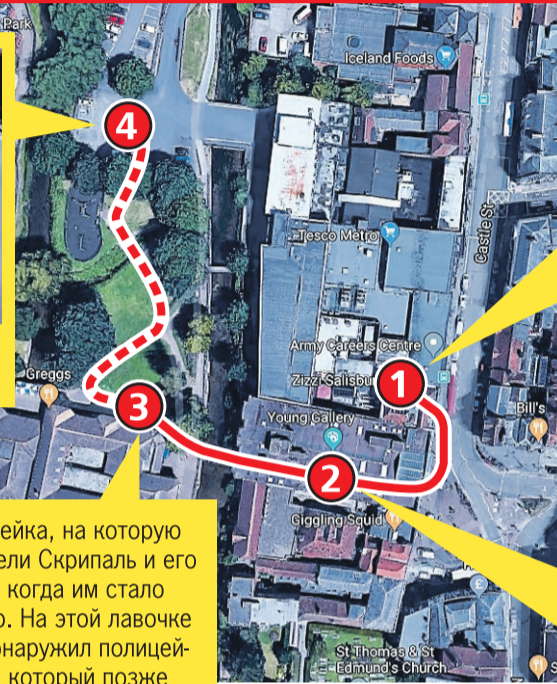 Park
Iceland Foods
4
Castle St
Tesco Metro
Army Careers Centre
Greggs
Zizzi Salisbu
1
3
Young Gallery
Bill's
2
Giggling Squid
ейка, на которую
ели Скрипаль и его
когда им стало
о. На этой лавочке
наружил полицей-
который позже
St Thomas & St
Edmund's Church
S